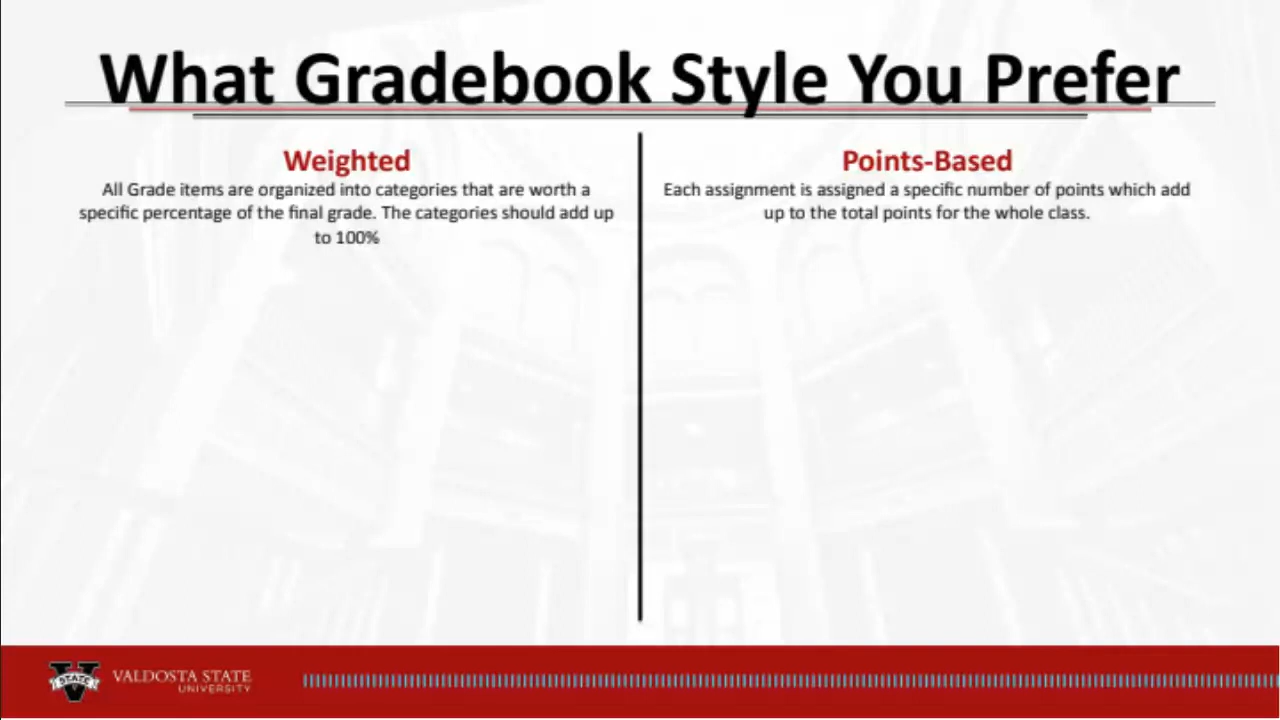 What Gradebook Style You Prefer
Weighted
All Grade items are organized into categories that are worth a
specific percentage of the final grade. The categories should add up
to 100%
Points-Based
Each assignment is assigned a specific number of points which add
up to the total points for the whole class.
V
STATE
VALDOSTA STATE
UNIVERSITY